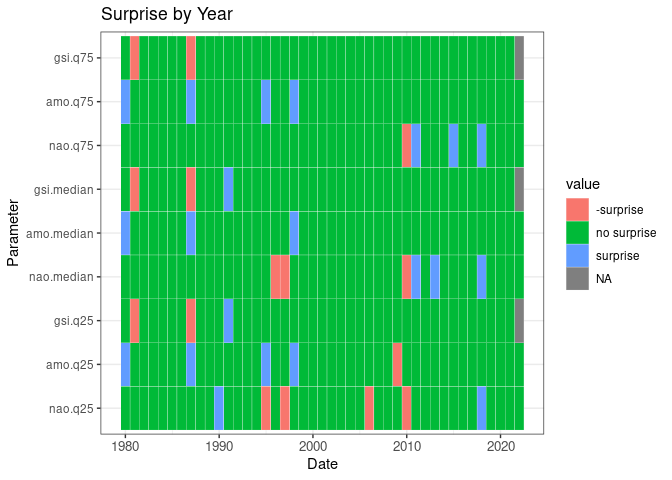 Surprise by Year
gsi.q75
amo.q75
nao.q75
gsi.median
amo.median
nao.median
gsi.q25
amo.q25
nao.q25
Parameter
1980 1990 2000 2010 2020
Date
value
-surprise
no surprise
surprise
NA